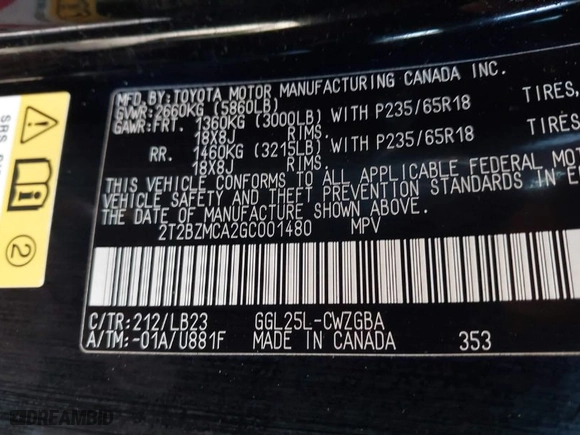 MFD.BY:TOYOTA MOTOR MANUFACTURING CANADA INC.
GVWR:2660KG (5860LB)
GAWR:FRT. 1360KG (3000LB) WITH P235/65R18 TIRES,
18X8J RIMS.
RR. 1460KG (3215LB) WITH P235/65R18 TIRES,
18X8J RIMS.
THIS VEHICLE CONFORMS TO ALL APPLICABLE FEDERAL MOT
VEHICLE SAFETY AND THEFT PREVENTION STANDARDS IN E
THE DATE OF MANUFACTURE SHOWN ABOVE.
2T2BZMCA2GC001480 MPV
C/TR:212/LB23 GGL25L-CWZGBA
A/TM:-01A/U881F MADE IN CANADA 353
SRS
2
DREAMBID